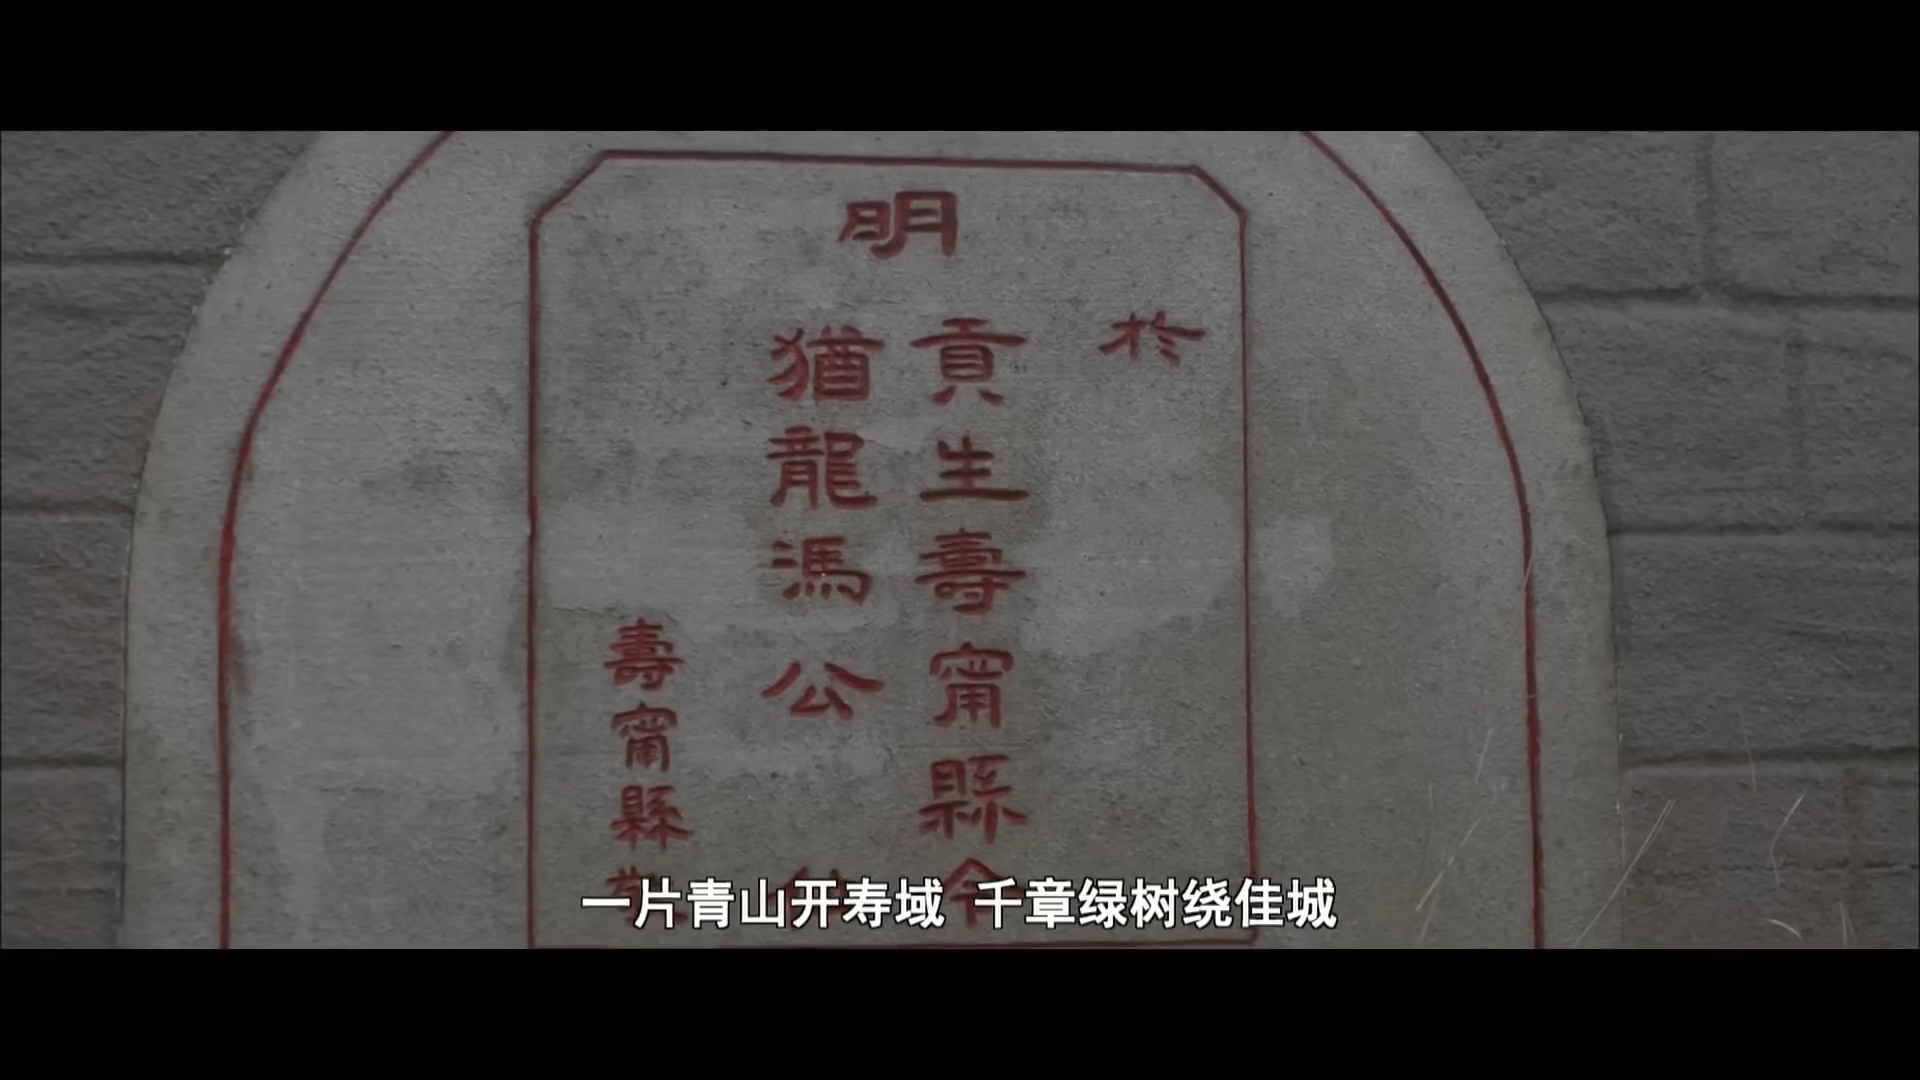 明
於
貢生壽甯縣令
猶龍馮公
壽甯縣敬
一片青山开寿域 千章绿树绕佳城